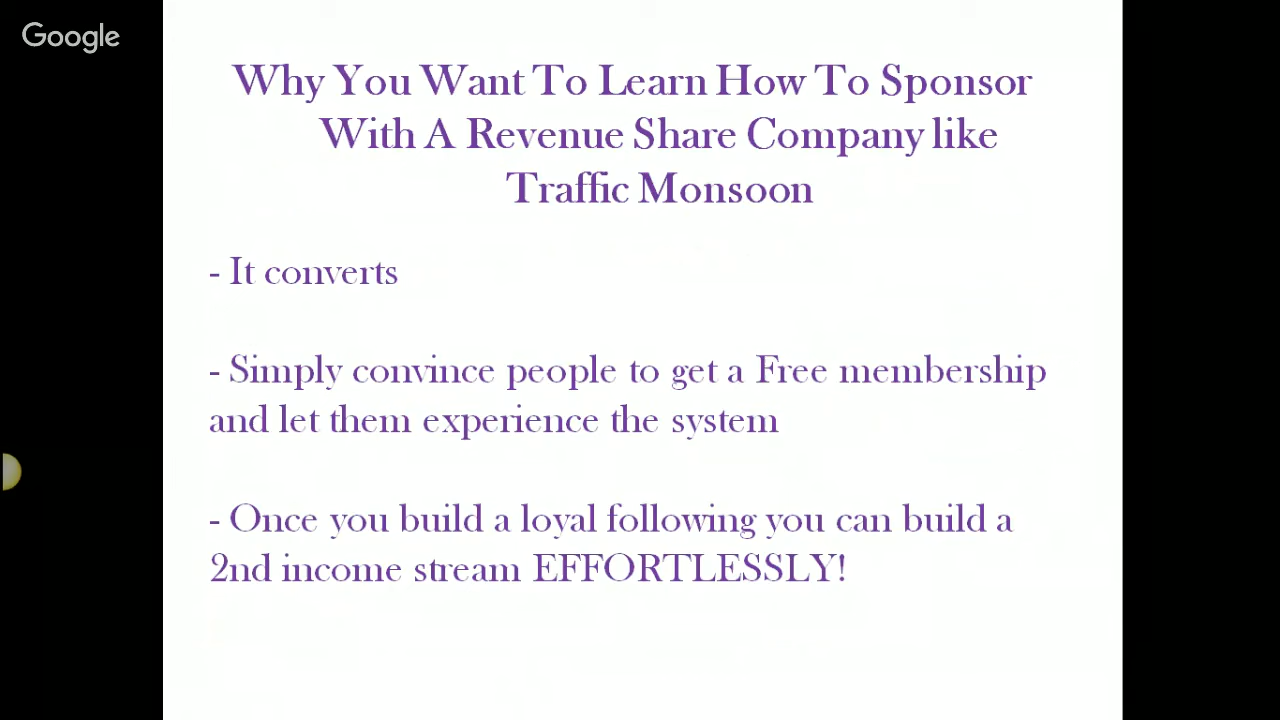 Google
Why You Want To Learn How To Sponsor
With A Revenue Share Company like
Traffic Monsoon
- It converts
- Simply convince people to get a Free membership
and let them experience the system
- Once you build a loyal following you can build a
2nd income stream EFFORTLESSLY!